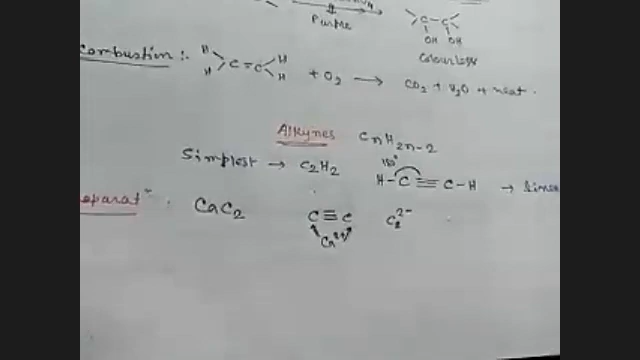 Purple
OH OH
Colourless
Combustion :- H H C = C H H + O2 → CO2 + H2O + heat.
Alkynes CnH2n-2
Simplest → C2H2 180° H-C≡C-H →
CaC2 C≡C C2^2-
Ca2+